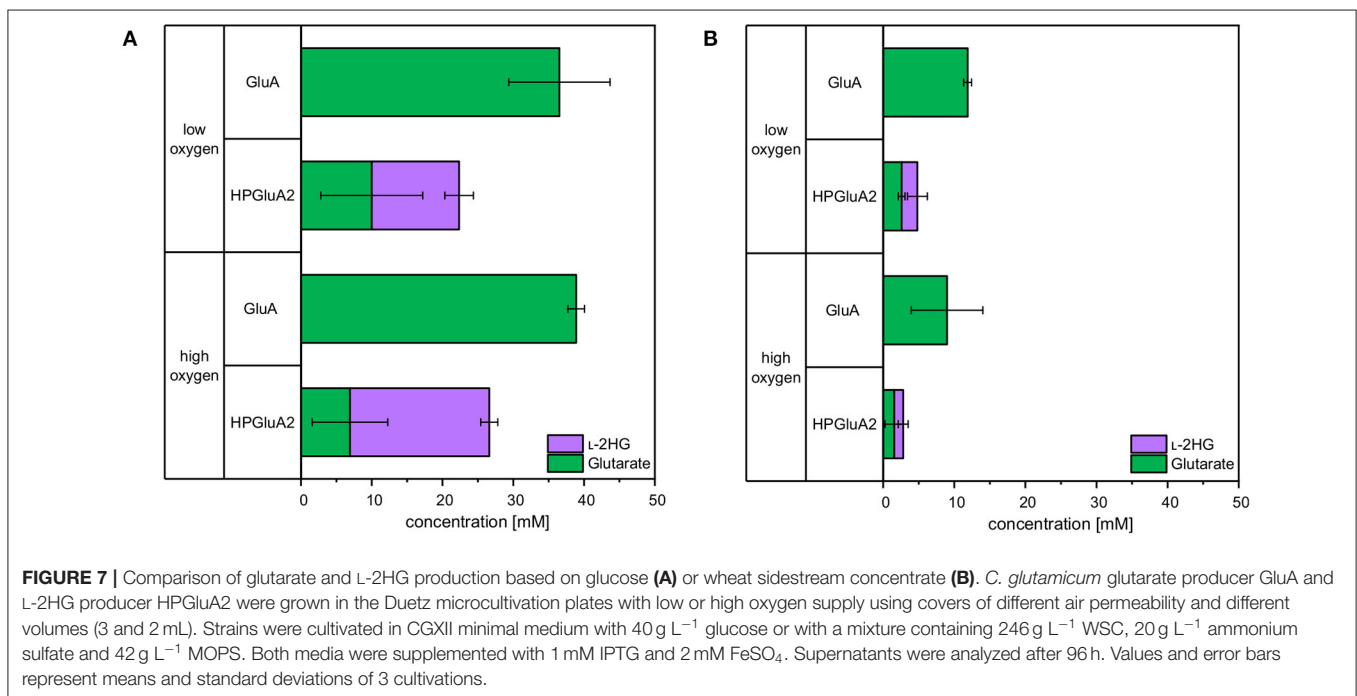 A
low oxygen
GluA
HPGluA2
high oxygen
GluA
HPGluA2
L-2HG
Glutarate
0 10 20 30 40 50
concentration [mM]
B
low oxygen
GluA
HPGluA2
high oxygen
GluA
HPGluA2
L-2HG
Glutarate
0 10 20 30 40 50
concentration [mM]
FIGURE 7 | Comparison of glutarate and L-2HG production based on glucose (A) or wheat sidestream concentrate (B). C. glutamicum glutarate producer GluA and
L-2HG producer HPGluA2 were grown in the Duetz microcultivation plates with low or high oxygen supply using covers of different air permeability and different
volumes (3 and 2 mL). Strains were cultivated in CGXII minimal medium with 40 g L⁻¹ glucose or with a mixture containing 246 g L⁻¹ WSC, 20 g L⁻¹ ammonium
sulfate and 42 g L⁻¹ MOPS. Both media were supplemented with 1 mM IPTG and 2 mM FeSO₄. Supernatants were analyzed after 96 h. Values and error bars
represent means and standard deviations of 3 cultivations.